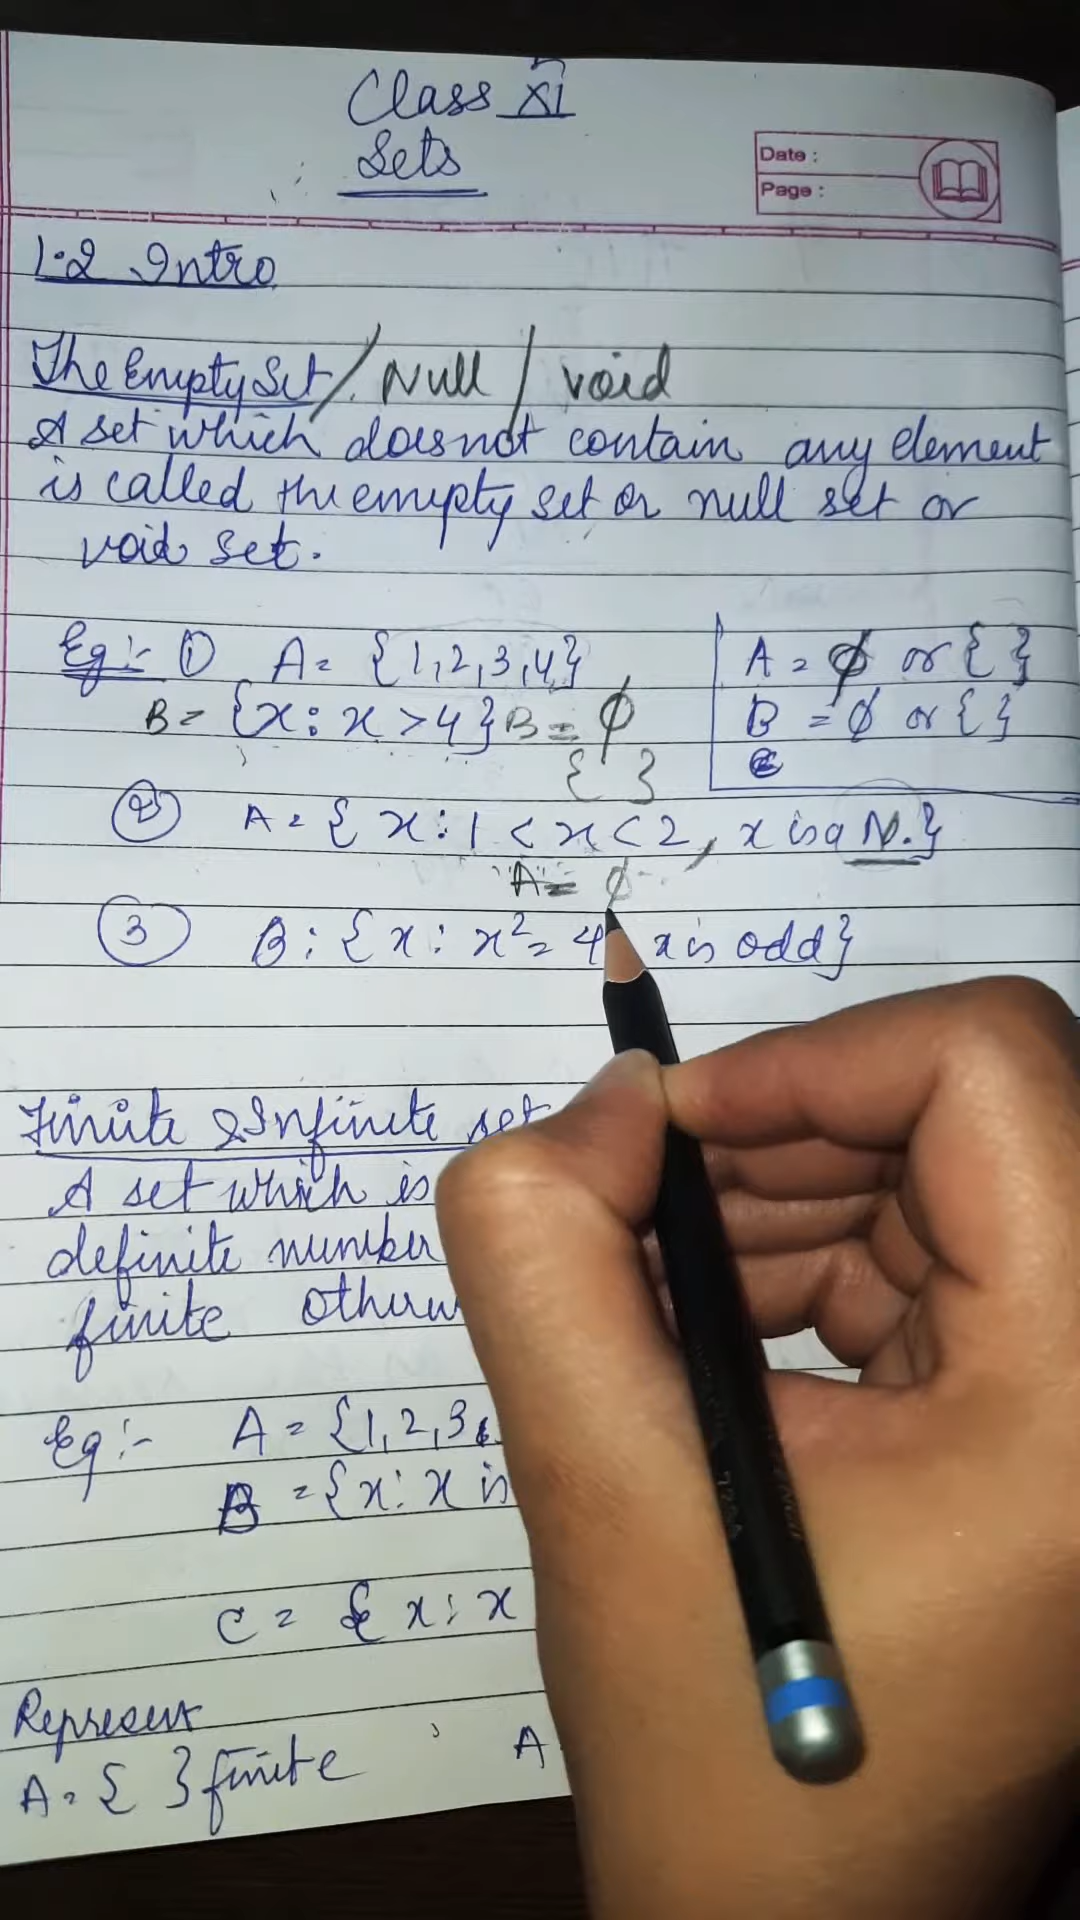 Class XI
Sets
Date :
Page :
1.2 Intro
The Empty Set / Null / void
A set which does not contain any element
is called the empty set or null set or
void set.
Eg:- ① A = {1,2,3,4}
B = {x : x > 4} B = ϕ
{ }
A = ϕ or { }
B = ϕ or { }
② A = { x : 1 < x < 2, x is a N.}
A = ϕ
③ B : {x : x² = 4 x is odd}
Finite & Infinite set
A set which is
definite number
finite
Eg :- A = {1,2,3,
B = {x : x is
C = { x : x
Represent
A = { } finite
A